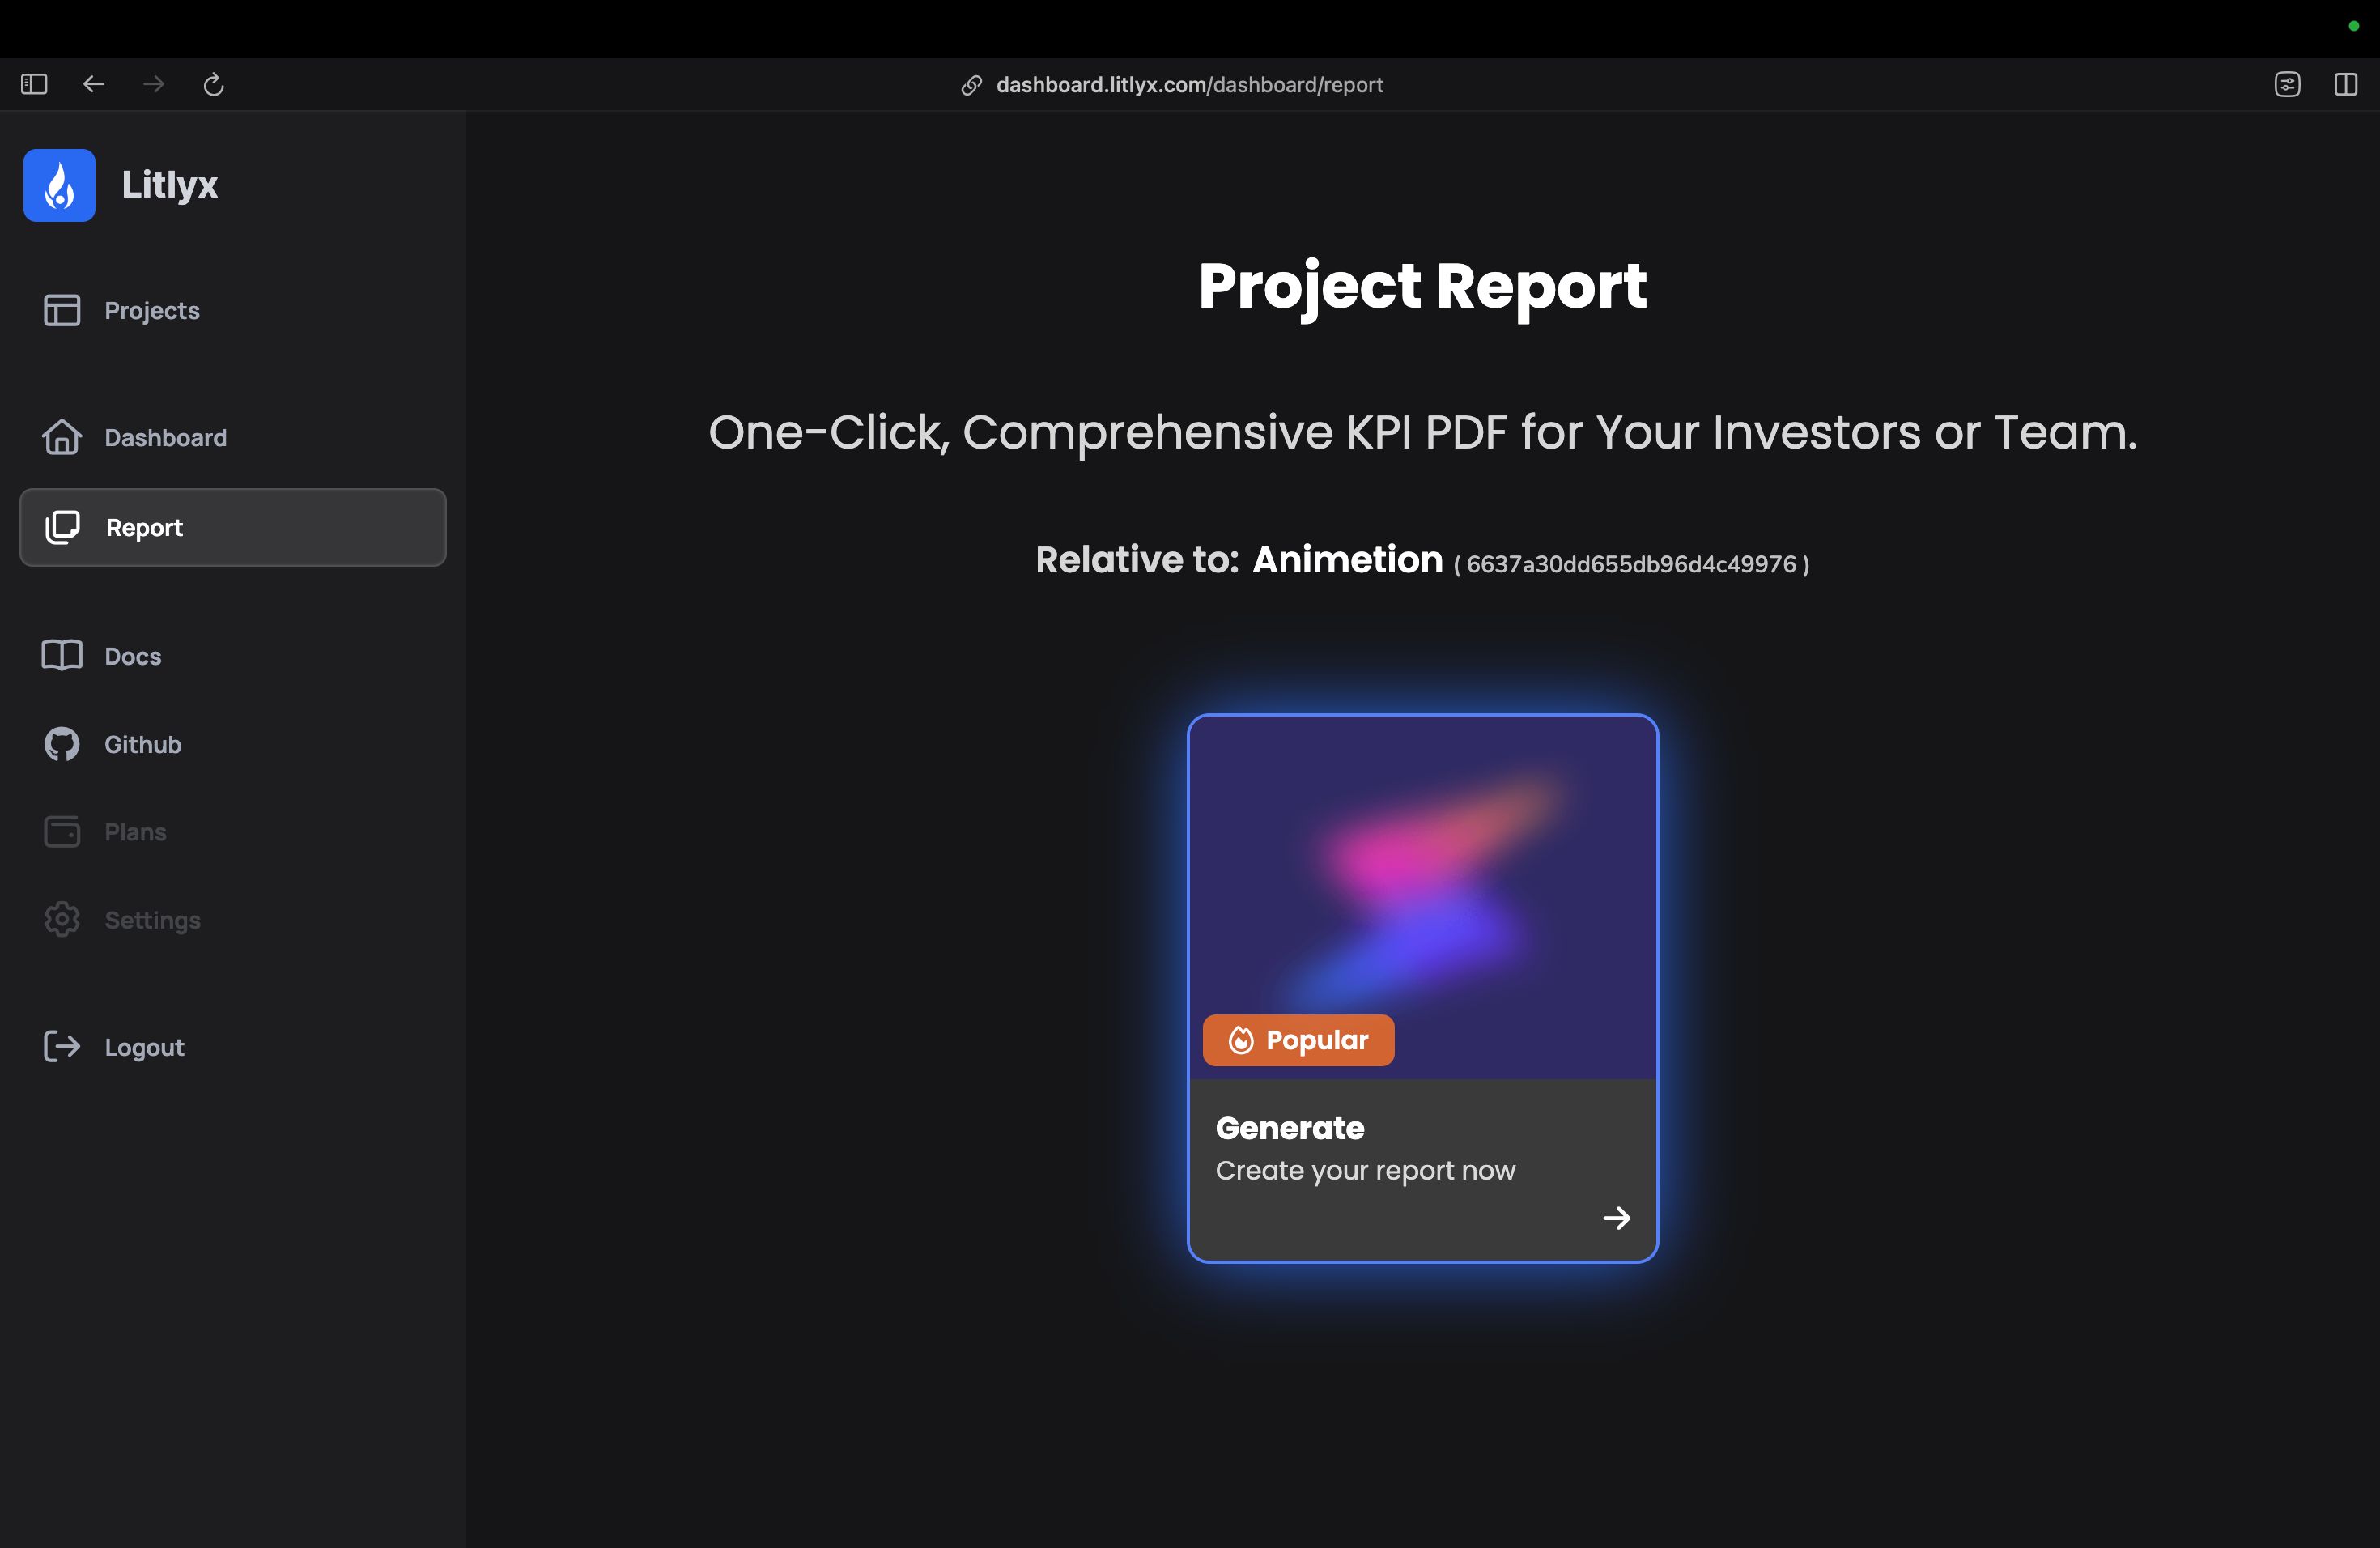 dashboard.litlyx.com/dashboard/report
Litlyx
Projects
Dashboard
Report
Docs
Github
Plans
Settings
Logout
Project Report
One-Click, Comprehensive KPI PDF for Your Investors or Team.
Relative to: Animetion ( 6637a30dd655db96d4c49976 )
Popular
Generate
Create your report now